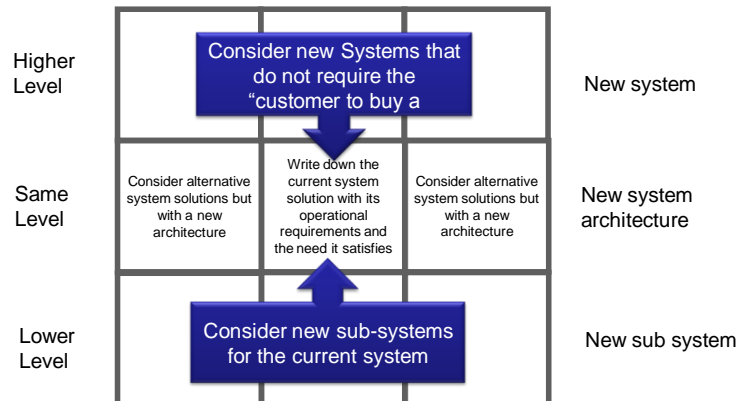 Higher
Level
Consider new Systems that
do not require the
“customer to buy a
New system
Same
Level
Consider alternative
system solutions but
with a new
architecture
Write down the
current system
solution with its
operational
requirements and
the need it satisfies
Consider alternative
system solutions but
with a new
architecture
New system
architecture
Lower
Level
Consider new sub-systems
for the current system
New sub system